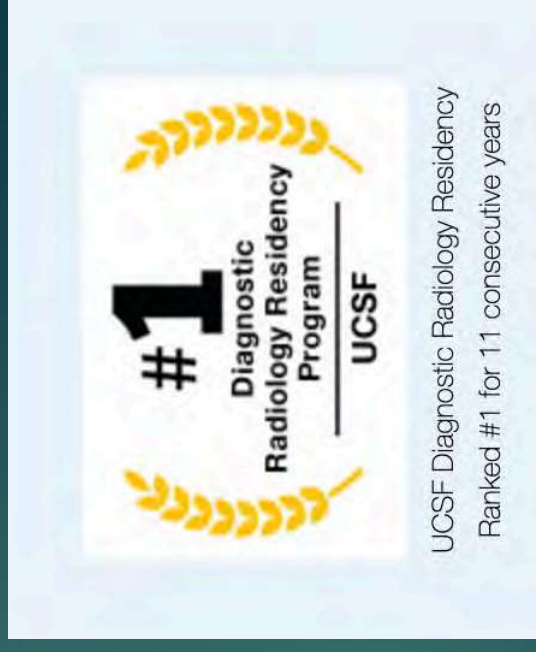 #1
Diagnostic
Radiology Residency
Program
UCSF
UCSF Diagnostic Radiology Residency
Ranked #1 for 11 consecutive years